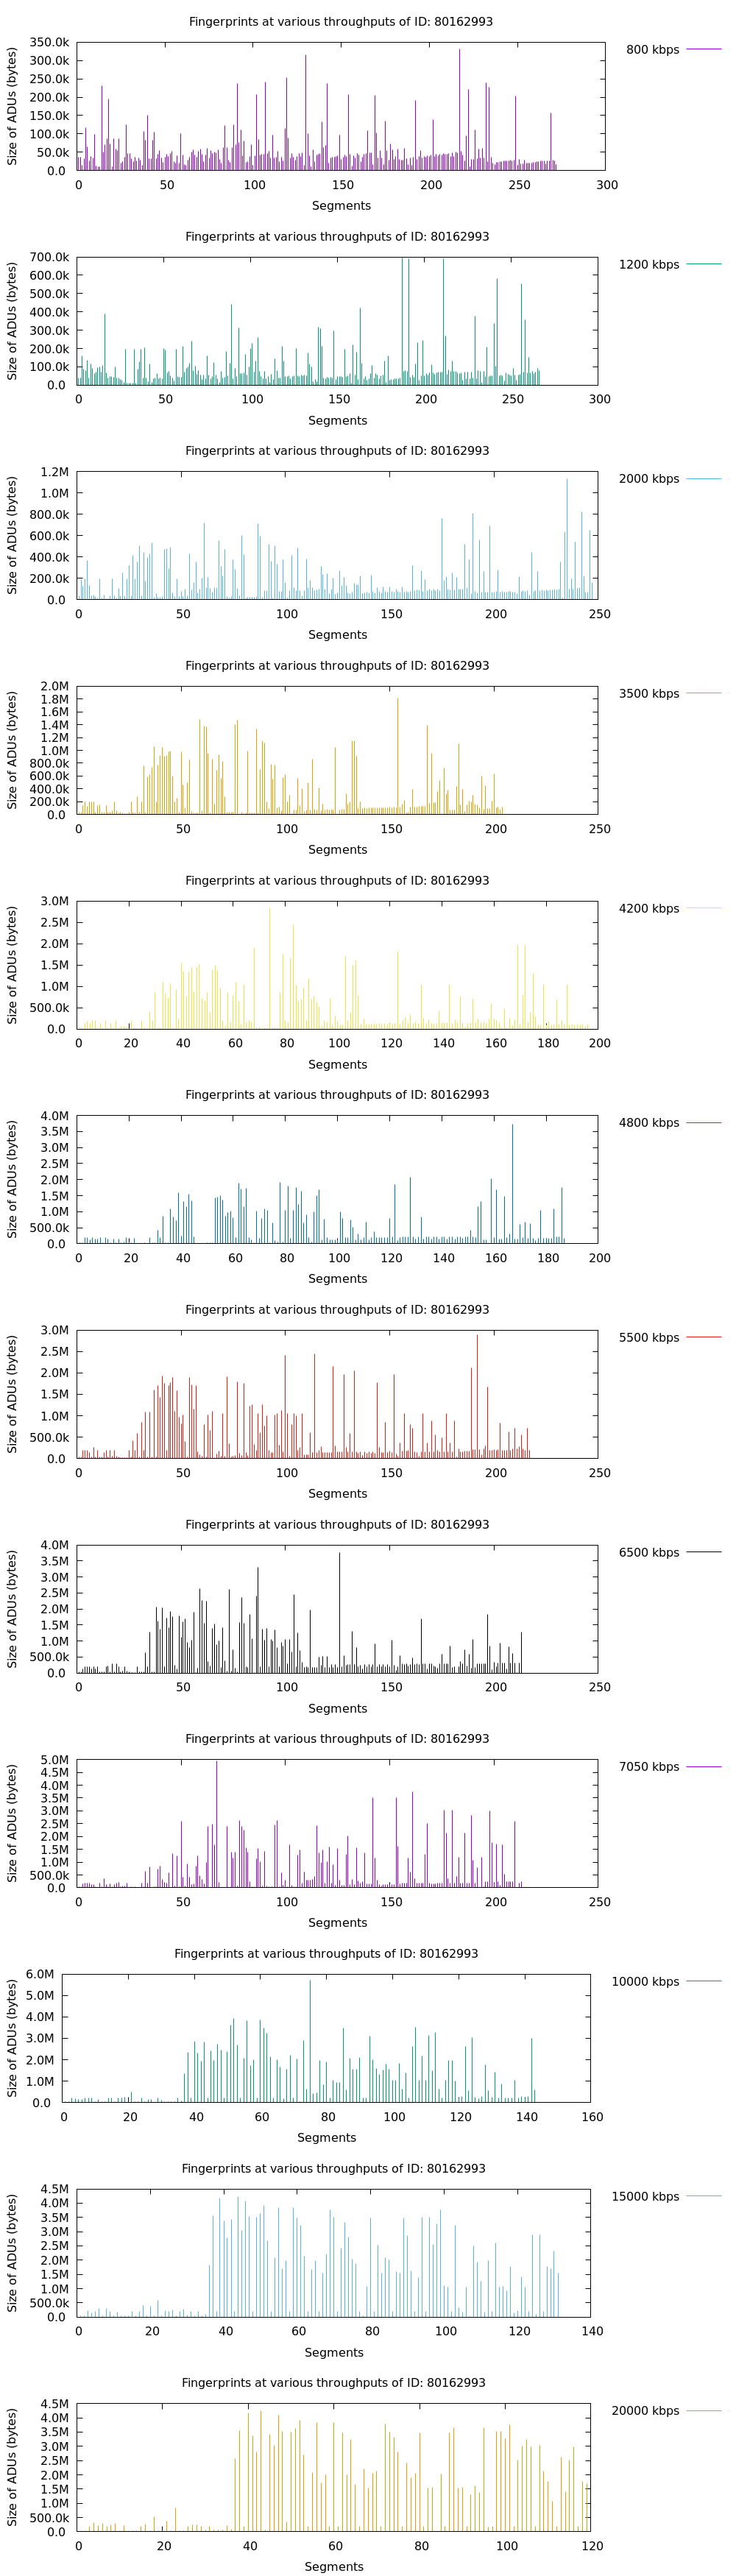 Fingerprints at various throughputs of ID: 80162993
800 kbps
Size of ADUs (bytes)
350.0k
300.0k
250.0k
200.0k
150.0k
100.0k
50.0k
0.0
0 50 100 150 200 250 300
Segments
Fingerprints at various throughputs of ID: 80162993
1200 kbps
Size of ADUs (bytes)
700.0k
600.0k
500.0k
400.0k
300.0k
200.0k
100.0k
0.0
0 50 100 150 200 250 300
Segments
Fingerprints at various throughputs of ID: 80162993
2000 kbps
Size of ADUs (bytes)
1.2M
1.0M
800.0k
600.0k
400.0k
200.0k
0.0
0 50 100 150 200 250
Segments
Fingerprints at various throughputs of ID: 80162993
3500 kbps
Size of ADUs (bytes)
2.0M
1.8M
1.6M
1.4M
1.2M
1.0M
800.0k
600.0k
400.0k
200.0k
0.0
0 50 100 150 200 250
Segments
Fingerprints at various throughputs of ID: 80162993
4200 kbps
Size of ADUs (bytes)
3.0M
2.5M
2.0M
1.5M
1.0M
500.0k
0.0
0 20 40 60 80 100 120 140 160 180 200
Segments
Fingerprints at various throughputs of ID: 80162993
4800 kbps
Size of ADUs (bytes)
4.0M
3.5M
3.0M
2.5M
2.0M
1.5M
1.0M
500.0k
0.0
0 20 40 60 80 100 120 140 160 180 200
Segments
Fingerprints at various throughputs of ID: 80162993
5500 kbps
Size of ADUs (bytes)
3.0M
2.5M
2.0M
1.5M
1.0M
500.0k
0.0
0 50 100 150 200 250
Segments
Fingerprints at various throughputs of ID: 80162993
6500 kbps
Size of ADUs (bytes)
4.0M
3.5M
3.0M
2.5M
2.0M
1.5M
1.0M
500.0k
0.0
0 50 100 150 200 250
Segments
Fingerprints at various throughputs of ID: 80162993
7050 kbps
Size of ADUs (bytes)
5.0M
4.5M
4.0M
3.5M
3.0M
2.5M
2.0M
1.5M
1.0M
500.0k
0.0
0 50 100 150 200 250
Segments
Fingerprints at various throughputs of ID: 80162993
10000 kbps
Size of ADUs (bytes)
6.0M
5.0M
4.0M
3.0M
2.0M
1.0M
0.0
0 20 40 60 80 100 120 140 160
Segments
Fingerprints at various throughputs of ID: 80162993
15000 kbps
Size of ADUs (bytes)
4.5M
4.0M
3.5M
3.0M
2.5M
2.0M
1.5M
1.0M
500.0k
0.0
0 20 40 60 80 100 120 140
Segments
Fingerprints at various throughputs of ID: 80162993
20000 kbps
Size of ADUs (bytes)
4.5M
4.0M
3.5M
3.0M
2.5M
2.0M
1.5M
1.0M
500.0k
0.0
0 20 40 60 80 100 120
Segments